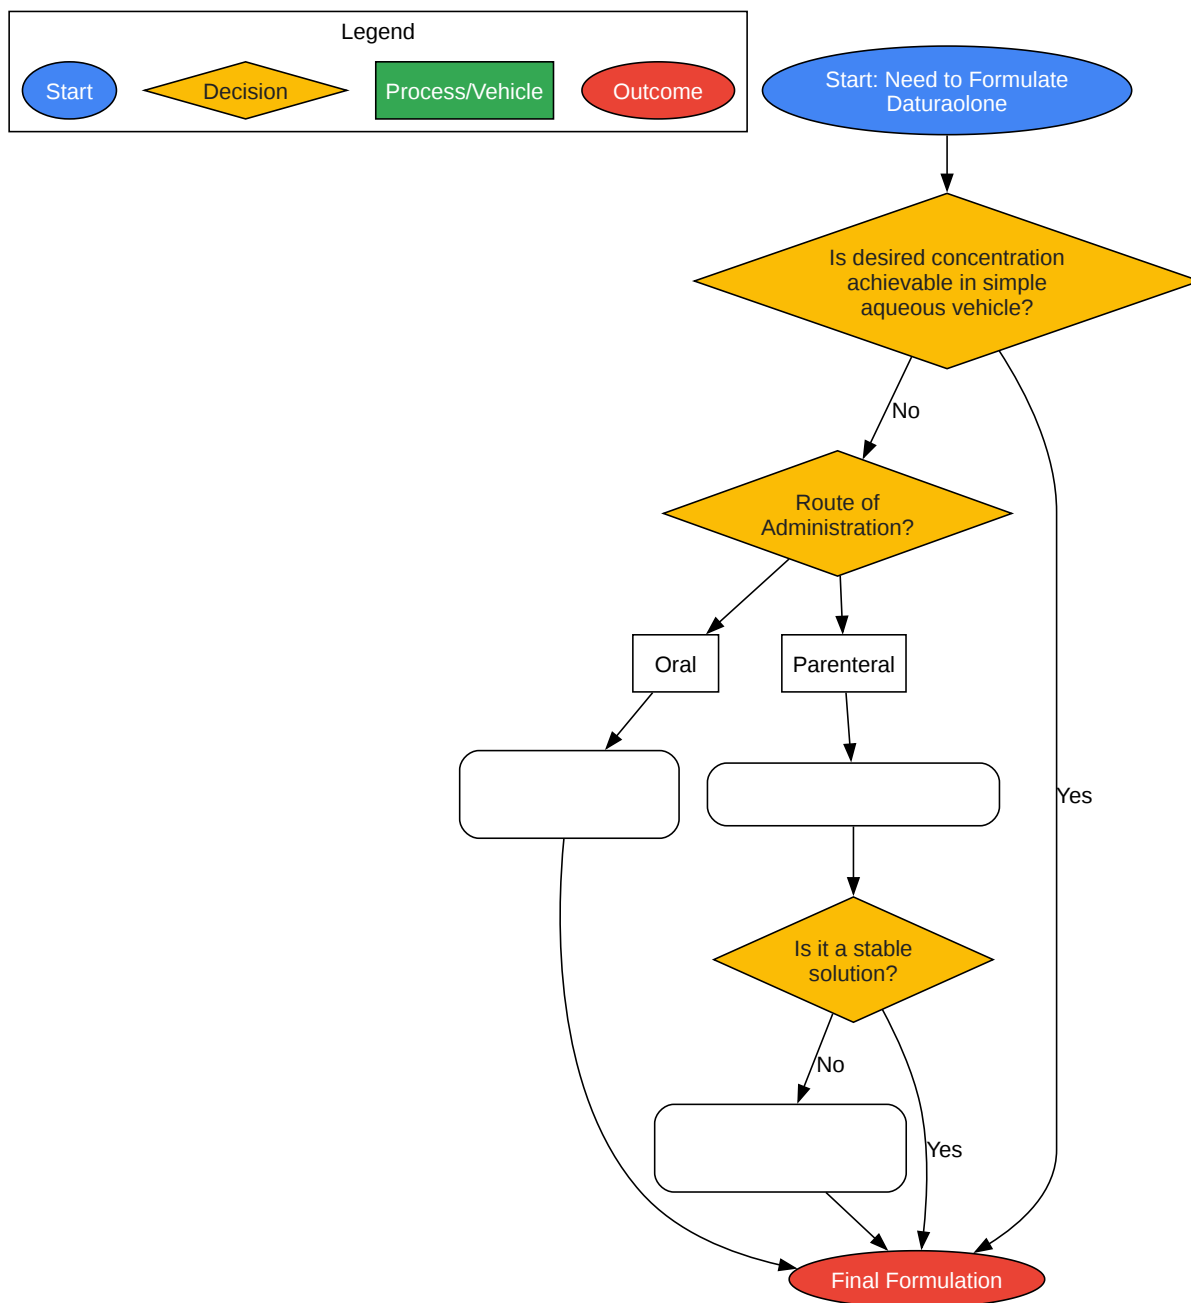 Legend
Start
Decision
Process/Vehicle
Outcome
Start: Need to Formulate
Daturaolone
Is desired concentration
achievable in simple
aqueous vehicle?
No
Route of
Administration?
Oral
Parenteral
Yes
Is it a stable
solution?
No
Yes
Final Formulation